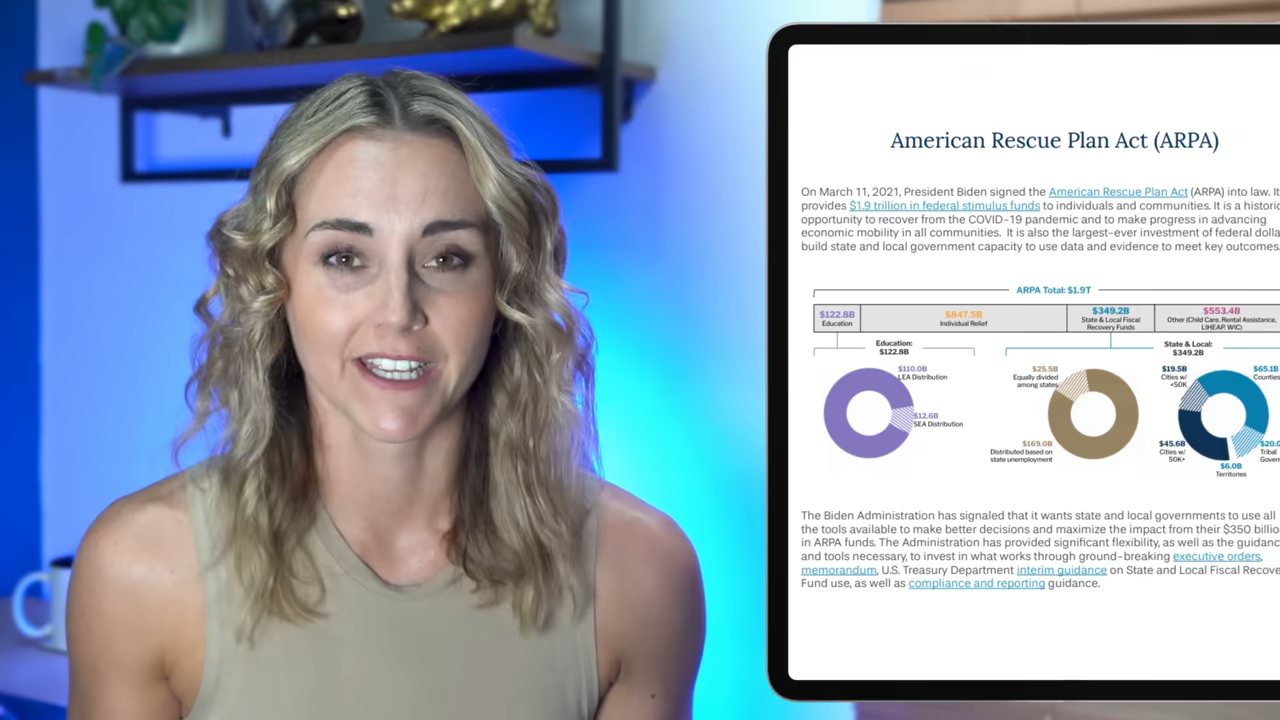 American Rescue Plan Act (ARPA)
On March 11, 2021, President Biden signed the American Rescue Plan Act (ARPA) into law. It
provides $1.9 trillion in federal stimulus funds to individuals and communities. It is a historic
opportunity to recover from the COVID-19 pandemic and to make progress in advancing
economic mobility in all communities. It is also the largest-ever investment of federal dolla
build state and local government capacity to use data and evidence to meet key outcomes.
ARPA Total: $1.9T
$122.8B
Education
$847.5B
Individual Relief
$349.2B
State & Local Fiscal
Recovery Funds
$553.4B
Other (Child Care, Rental Assistance,
LIHEAP, WIC)
Education:
$122.8B
$110.0B
LEA Distribution
$12.6B
SEA Distribution
State & Local:
$349.2B
$25.5B
Equally divided
among states
$169.0B
Distributed based on
state unemployment
$19.5B
Cities w/
<50K
$65.1B
Counties
$45.6B
Cities w/
50K+
$6.0B
Territories
$20.0
Tribal
Govern
The Biden Administration has signaled that it wants state and local governments to use all
the tools available to make better decisions and maximize the impact from their $350 billio
in ARPA funds. The Administration has provided significant flexibility, as well as the guidanc
and tools necessary, to invest in what works through ground-breaking executive orders,
memorandum, U.S. Treasury Department interim guidance on State and Local Fiscal Recove
Fund use, as well as compliance and reporting guidance.